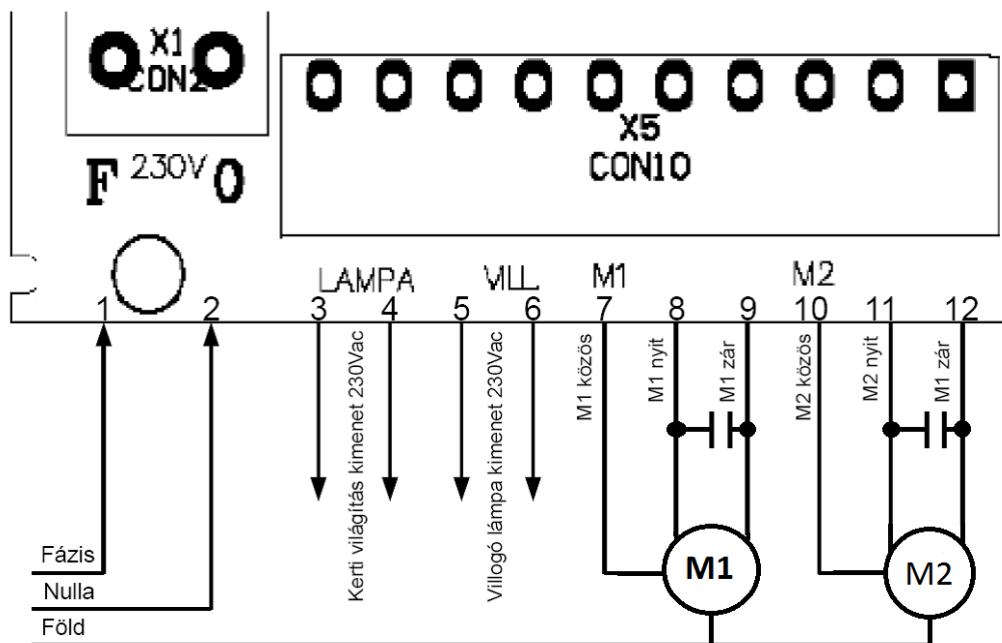 X1
CON2
X5
CON10
F 230V 0
LAMPA VILL M1 M2
1 2 3 4 5 6 7 8 9 10 11 12
Kerti világítás kimenet 230Vac
Villogó lámpa kimenet 230Vac
M1 közös
M1 nyit
M1 zár
M2 közös
M2 nyit
M1 zár
M1
M2
Fázis
Nulla
Föld